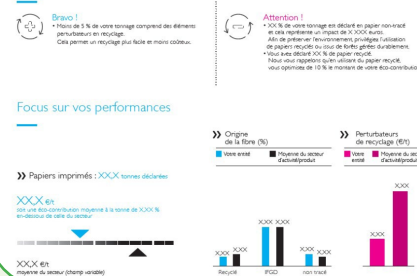 Bravo !
• Moins de 5 % de votre tonnage comprend des éléments
perturbateurs en recyclage.
Cela permet un recyclage plus facile et moins coûteux.
Attention !
• XX % de votre tonnage est déclaré en papier non-tracé
et cela représente un impact de X XXX euros.
Afin de préserver l'environnement, privilégiez l'utilisation
de papiers recyclés ou issus de forêts gérées durablement.
• Vous avez déclaré XX % de papier recyclé.
Nous vous rappelons qu'en utilisant du papier recyclé,
vous optimisez de 10 % le montant de votre éco-contribution
Focus sur vos performances
Papiers imprimés : XX,X tonnes déclarées
XX,X €/t
soit une éco-contribution moyenne à la tonne de XXX %
en-dessous de celle du secteur
XX,X €/t
moyenne du secteur (champ variable)
Origine
de la fibre (%)
Votre entité
Moyenne du secteur
d'activité/produit
XXX XXX
XXX XXX
XXX XXX
Recyclé
PGD
non tracé
Perturbateurs
de recyclage (€/t)
Votre
entité
Moyenne du sec
d'activité/produit
XXX
XXX